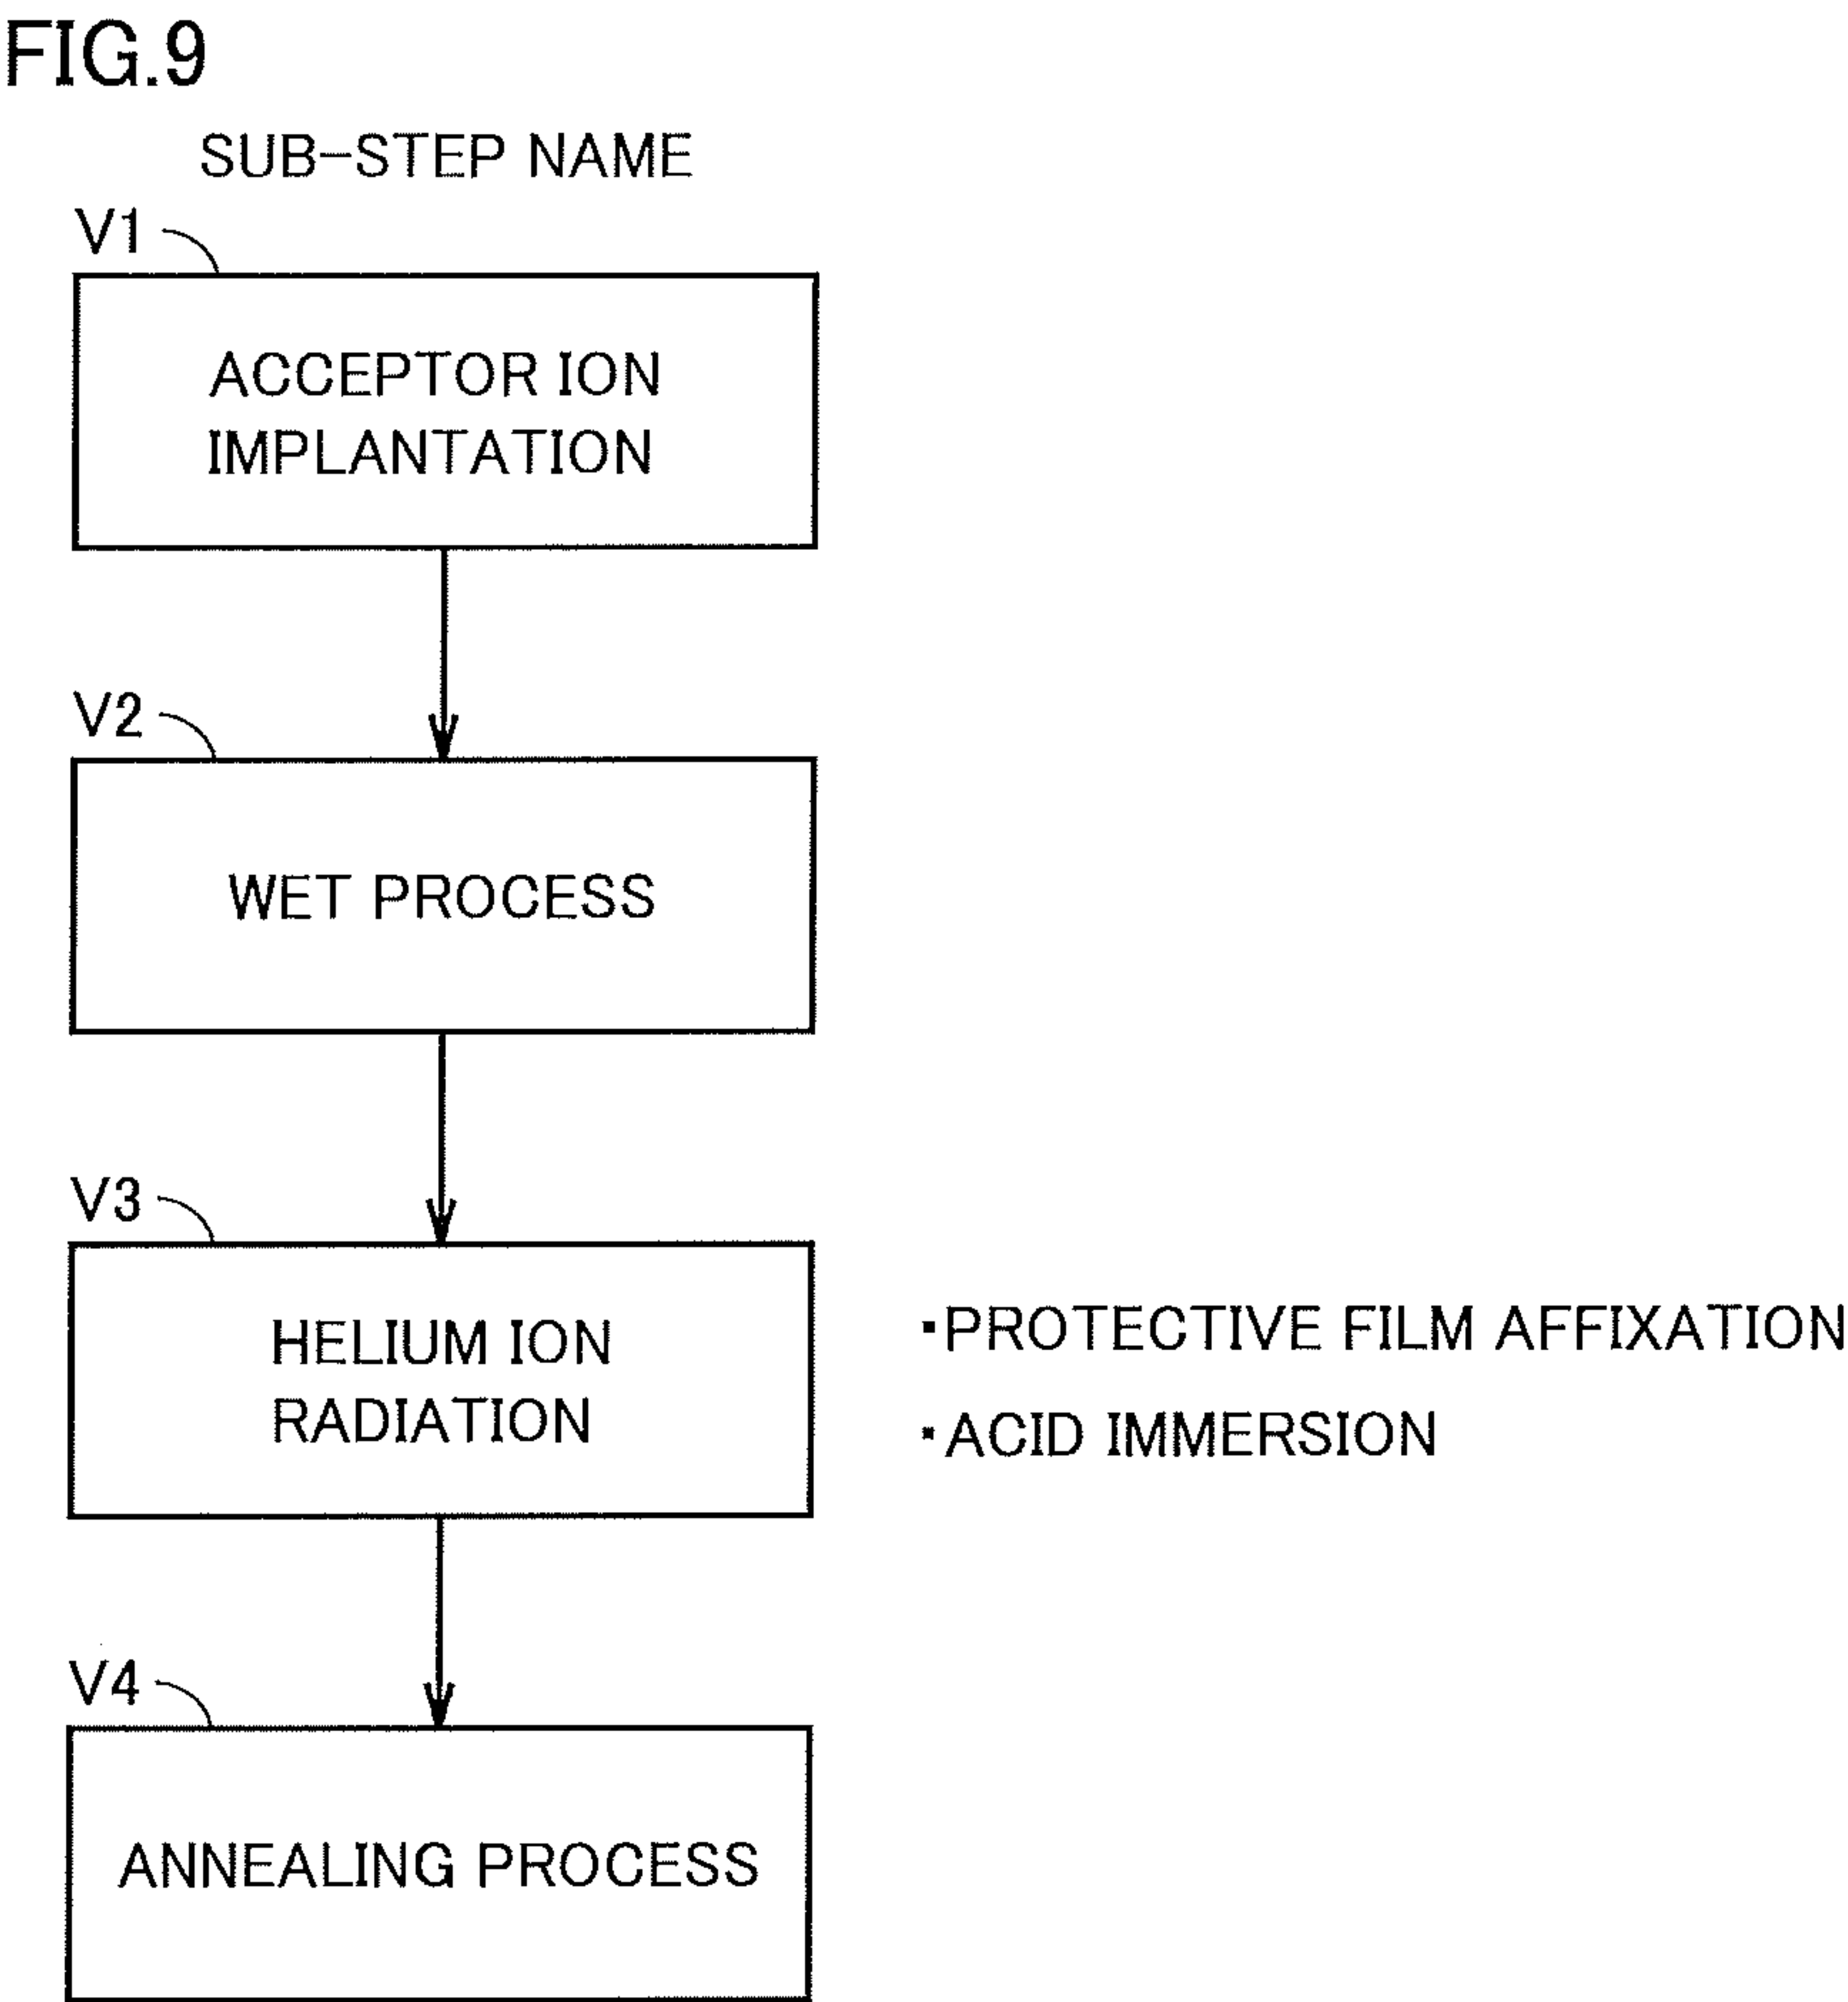 FIG.9
SUB-STEP NAME
V1
ACCEPTOR ION
IMPLANTATION
V2
WET PROCESS
V3
HELIUM ION
RADIATION
・PROTECTIVE FILM AFFIXATION
・ACID IMMERSION
V4
ANNEALING PROCESS